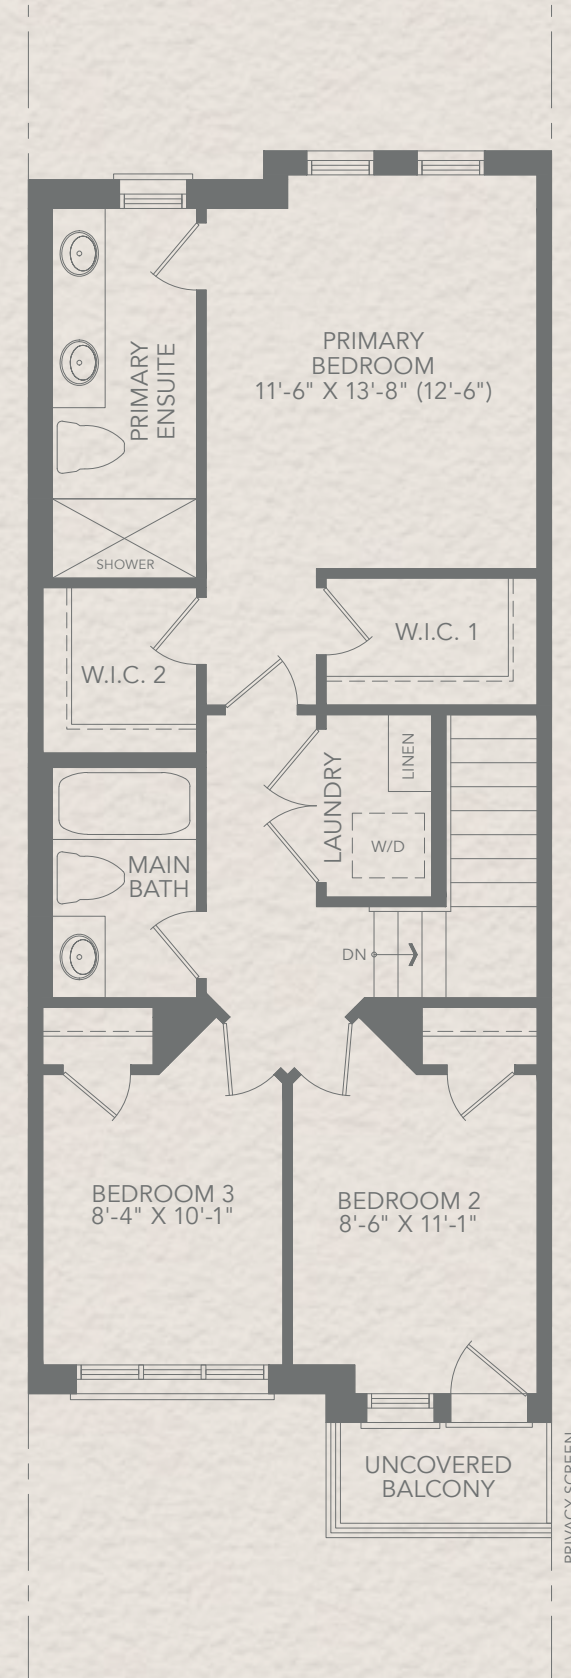 PRIMARY
BEDROOM
11'-6" X 13'-8" (12'-6")
PRIMARY
ENSUITE
SHOWER
W.I.C. 1
W.I.C. 2
LINEN
LAUNDRY
W/D
MAIN
BATH
DN
BEDROOM 3
8'-4" X 10'-1"
BEDROOM 2
8'-6" X 11'-1"
UNCOVERED
BALCONY
PRIVACY SCREEN